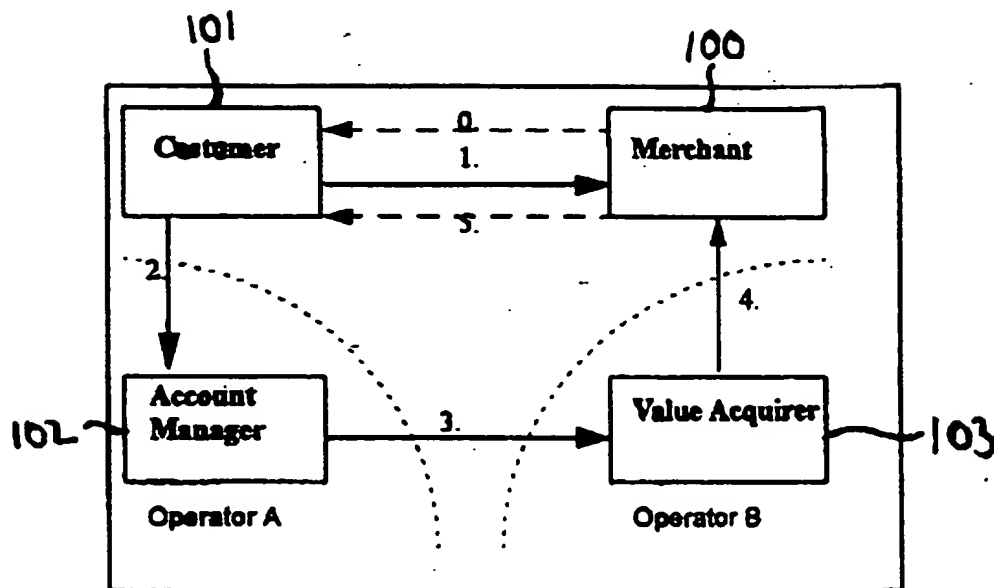 101
100
Customer
0.
Merchant
1.
5.
2.
4.
Account
Manager
Value Acquirer
102
3.
103
Operator A
Operator B